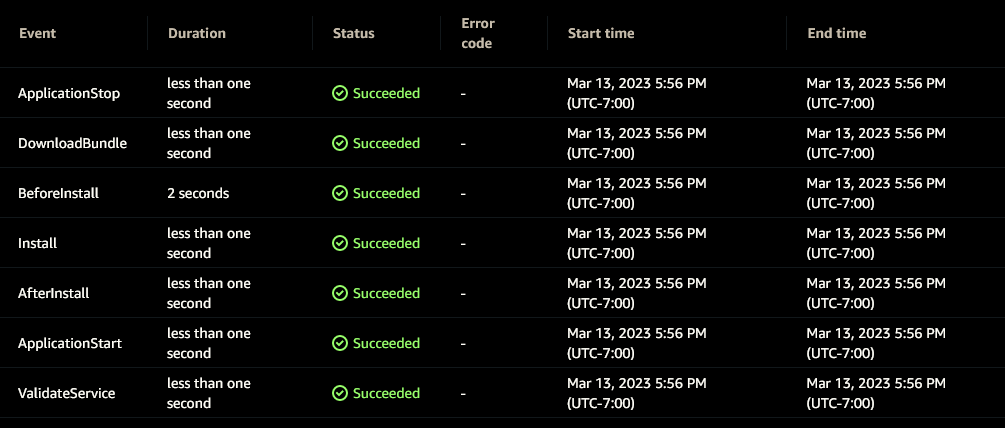 Event Duration Status Error code Start time End time
ApplicationStop less than one second Succeeded - Mar 13, 2023 5:56 PM (UTC-7:00) Mar 13, 2023 5:56 PM (UTC-7:00)
DownloadBundle less than one second Succeeded - Mar 13, 2023 5:56 PM (UTC-7:00) Mar 13, 2023 5:56 PM (UTC-7:00)
BeforeInstall 2 seconds Succeeded - Mar 13, 2023 5:56 PM (UTC-7:00) Mar 13, 2023 5:56 PM (UTC-7:00)
Install less than one second Succeeded - Mar 13, 2023 5:56 PM (UTC-7:00) Mar 13, 2023 5:56 PM (UTC-7:00)
AfterInstall less than one second Succeeded - Mar 13, 2023 5:56 PM (UTC-7:00) Mar 13, 2023 5:56 PM (UTC-7:00)
ApplicationStart less than one second Succeeded - Mar 13, 2023 5:56 PM (UTC-7:00) Mar 13, 2023 5:56 PM (UTC-7:00)
ValidateService less than one second Succeeded - Mar 13, 2023 5:56 PM (UTC-7:00) Mar 13, 2023 5:56 PM (UTC-7:00)